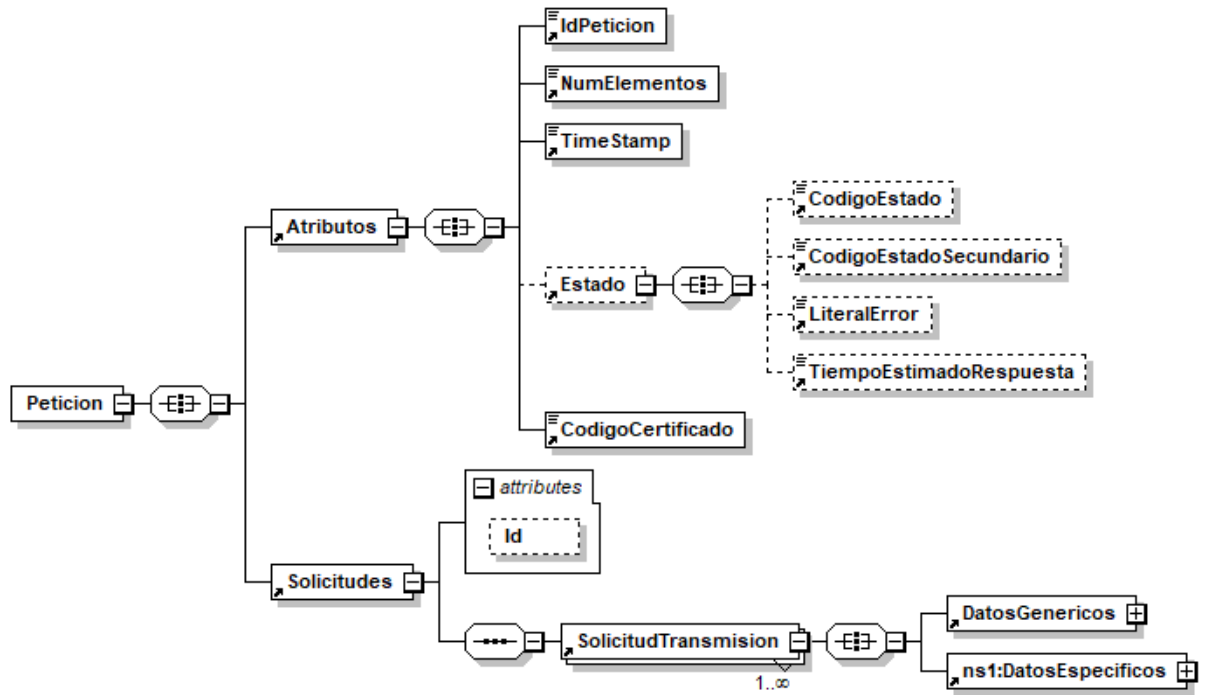 IdPeticion
NumElementos
TimeStamp
CodigoEstado
Atributos
CodigoEstadoSecundario
Estado
LiteralError
TiempoEstimadoRespuesta
Peticion
CodigoCertificado
attributes
Id
Solicitudes
DatosGenericos
SolicitudTransmision
ns1:DatosEspecificos
1..∞